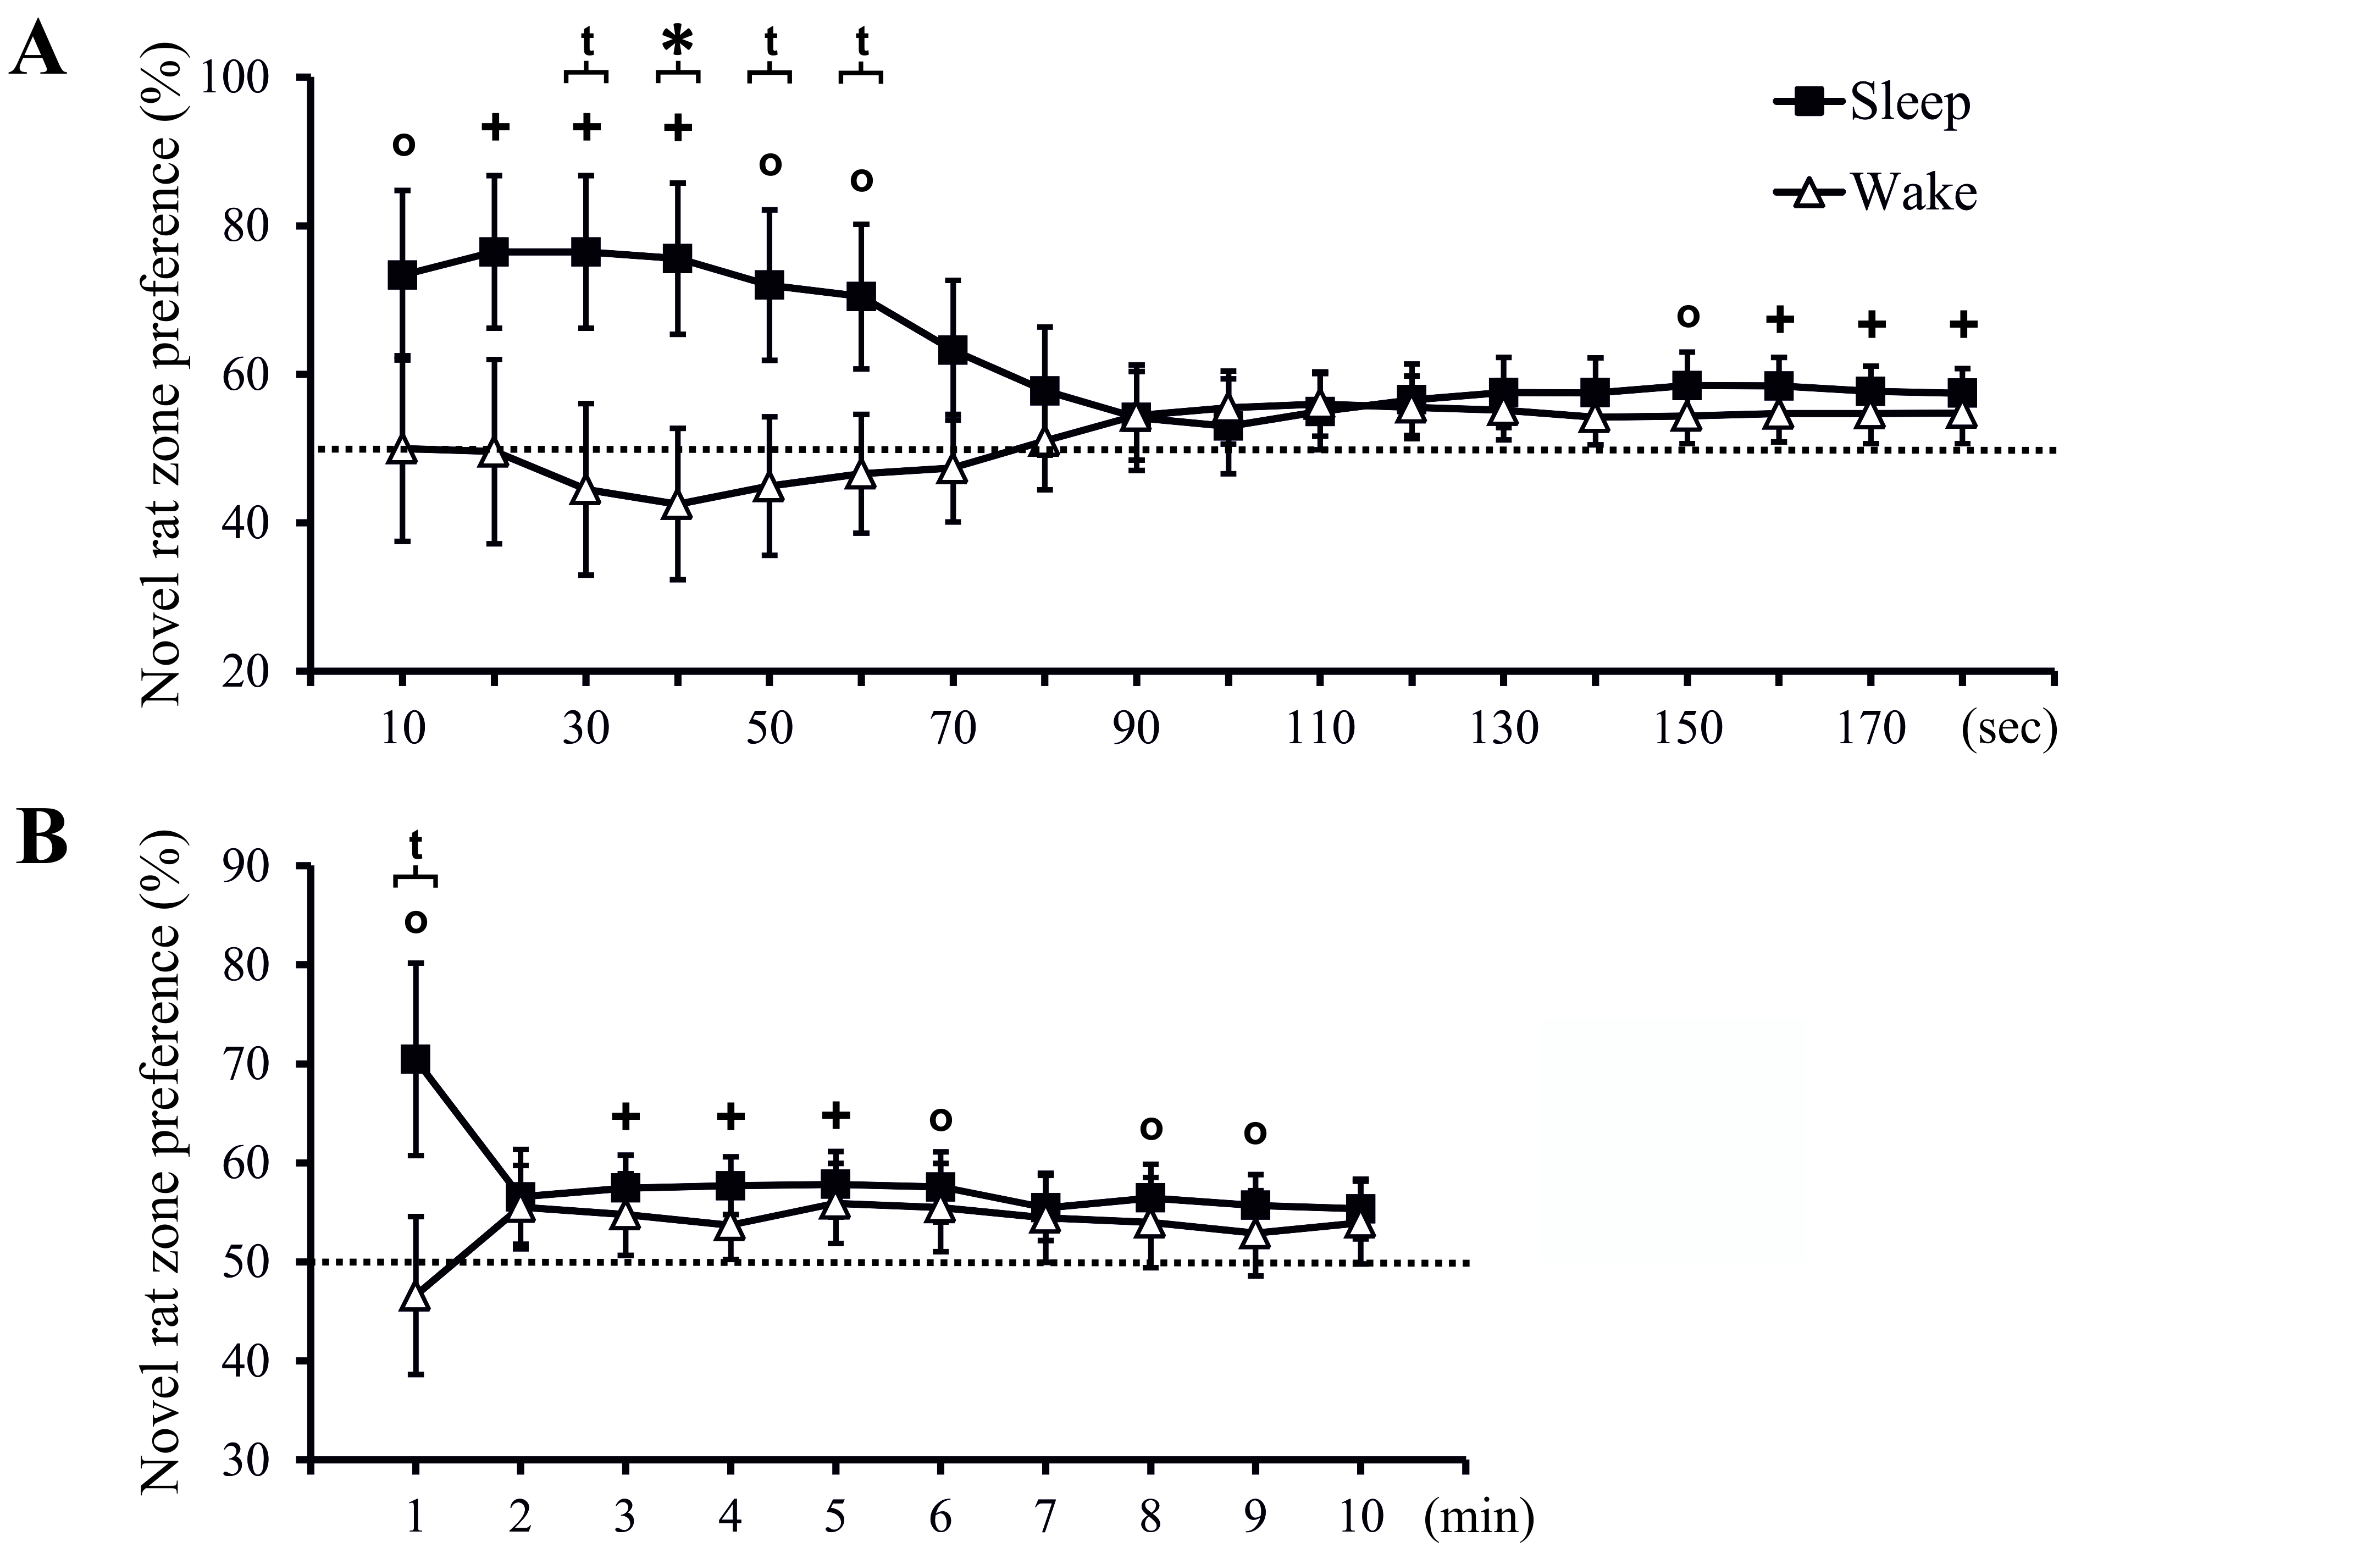 A
Novel rat zone preference (%)
t * t t
100
80
60
40
20
o + + + o o o + + +
Sleep
Wake
10 30 50 70 90 110 130 150 170 (sec)
B
Novel rat zone preference (%)
t
o + + + o o o
90
80
70
60
50
40
30
1 2 3 4 5 6 7 8 9 10 (min)